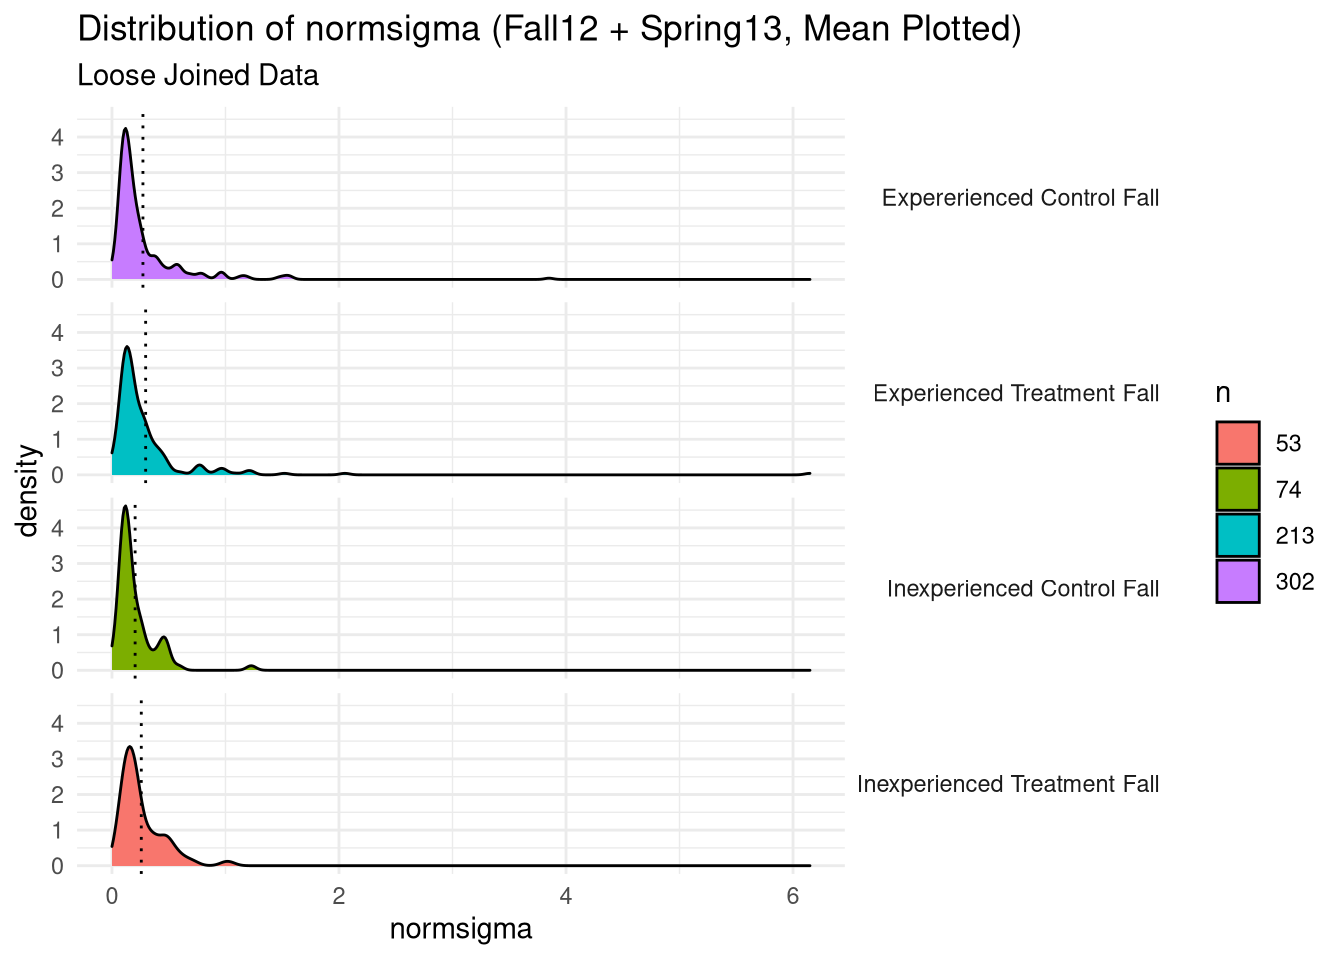 Distribution of normsigma (Fall12 + Spring13, Mean Plotted)
Loose Joined Data
density
4
3
2
1
0
Expererienced Control Fall
4
3
2
1
0
Experienced Treatment Fall
4
3
2
1
0
Inexperienced Control Fall
4
3
2
1
0
Inexperienced Treatment Fall
0 2 4 6
normsigma
n
53
74
213
302